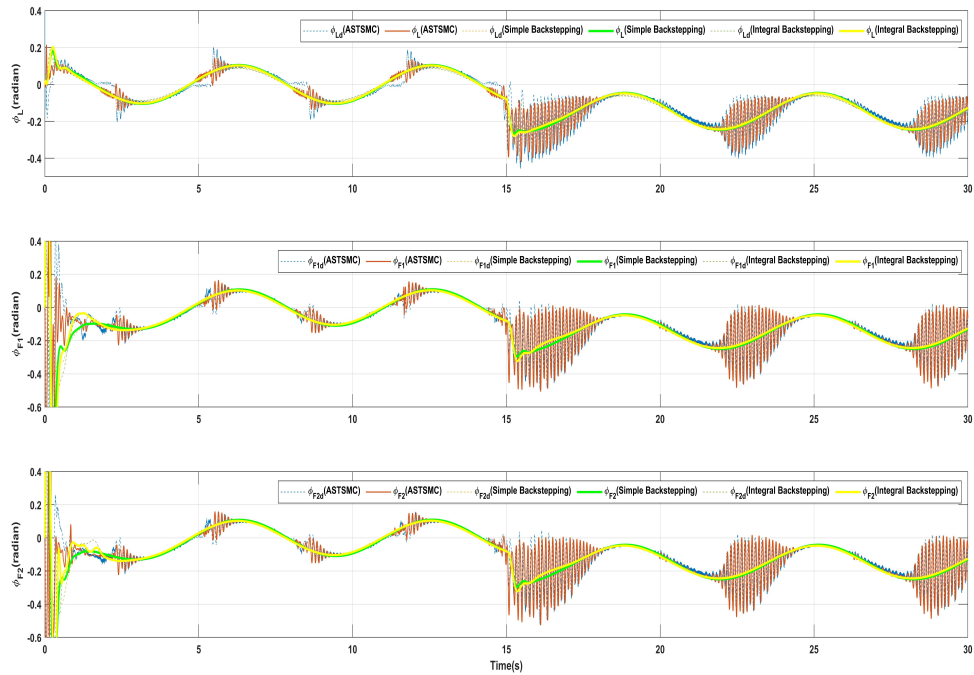 ϕLd(ASTSMC) ϕL(ASTSMC) ϕLd(Simple Backstepping) ϕL(Simple Backstepping) ϕLd(Integral Backstepping) ϕL(Integral Backstepping)
0.4
0.2
0
-0.2
-0.4
ϕL(radian)
0 5 10 15 20 25 30
ϕF1d(ASTSMC) ϕF1(ASTSMC) ϕF1d(Simple Backstepping) ϕF1(Simple Backstepping) ϕF1d(Integral Backstepping) ϕF1(Integral Backstepping)
0.4
0.2
0
-0.2
-0.4
-0.6
ϕF1(radian)
0 5 10 15 20 25 30
ϕF2d(ASTSMC) ϕF2(ASTSMC) ϕF2d(Simple Backstepping) ϕF2(Simple Backstepping) ϕF2d(Integral Backstepping) ϕF2(Integral Backstepping)
0.4
0.2
0
-0.2
-0.4
-0.6
ϕF2(radian)
0 5 10 15 20 25 30
Time(s)